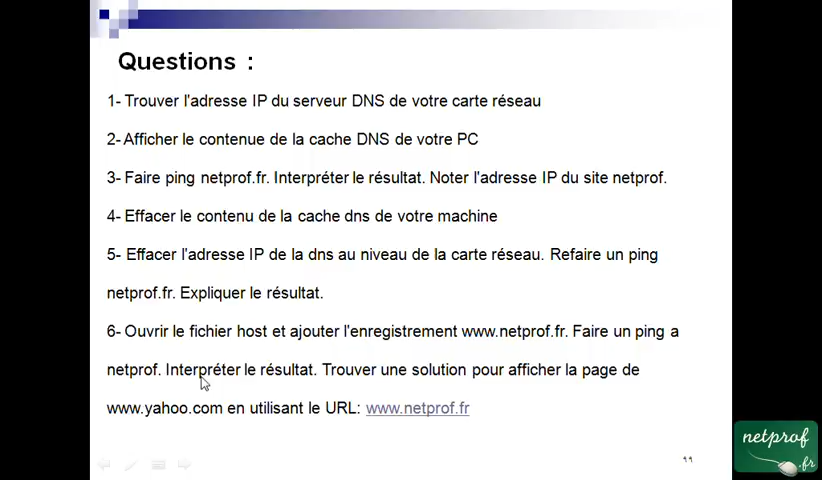 Questions :
1- Trouver l'adresse IP du serveur DNS de votre carte réseau
2- Afficher le contenue de la cache DNS de votre PC
3- Faire ping netprof.fr. Interpréter le résultat. Noter l'adresse IP du site netprof.
4- Effacer le contenu de la cache dns de votre machine
5- Effacer l'adresse IP de la dns au niveau de la carte réseau. Refaire un ping
netprof.fr. Expliquer le résultat.
6- Ouvrir le fichier host et ajouter l'enregistrement www.netprof.fr. Faire un ping a
netprof. Interpréter le résultat. Trouver une solution pour afficher la page de
www.yahoo.com en utilisant le URL: www.netprof.fr
٩٩
netprof
.fr